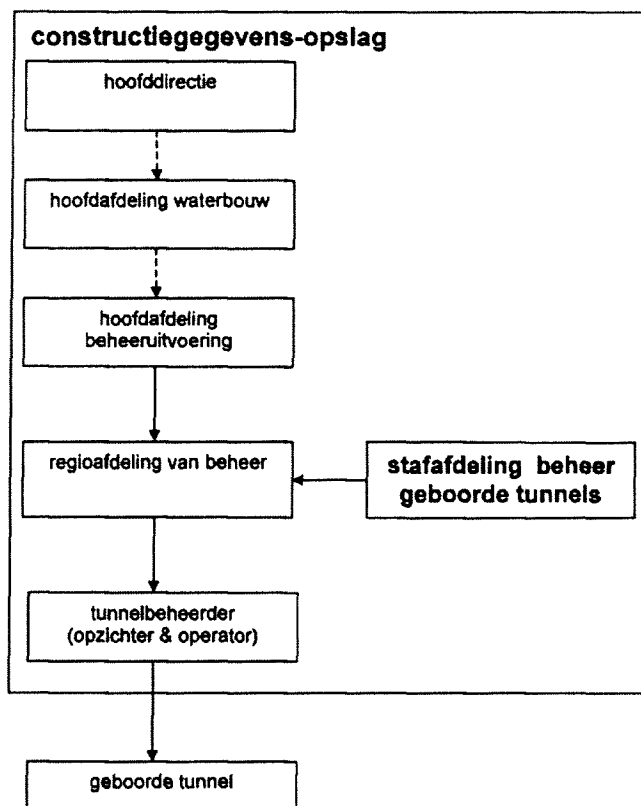 constructiegegevens-opslag
hoofddirectie
hoofdafdeling waterbouw
hoofdafdeling
beheeruitvoering
regioafdeling van beheer
stafafdeling beheer
geboorde tunnels
tunnelbeheerder
(opzichter & operator)
geboorde tunnel